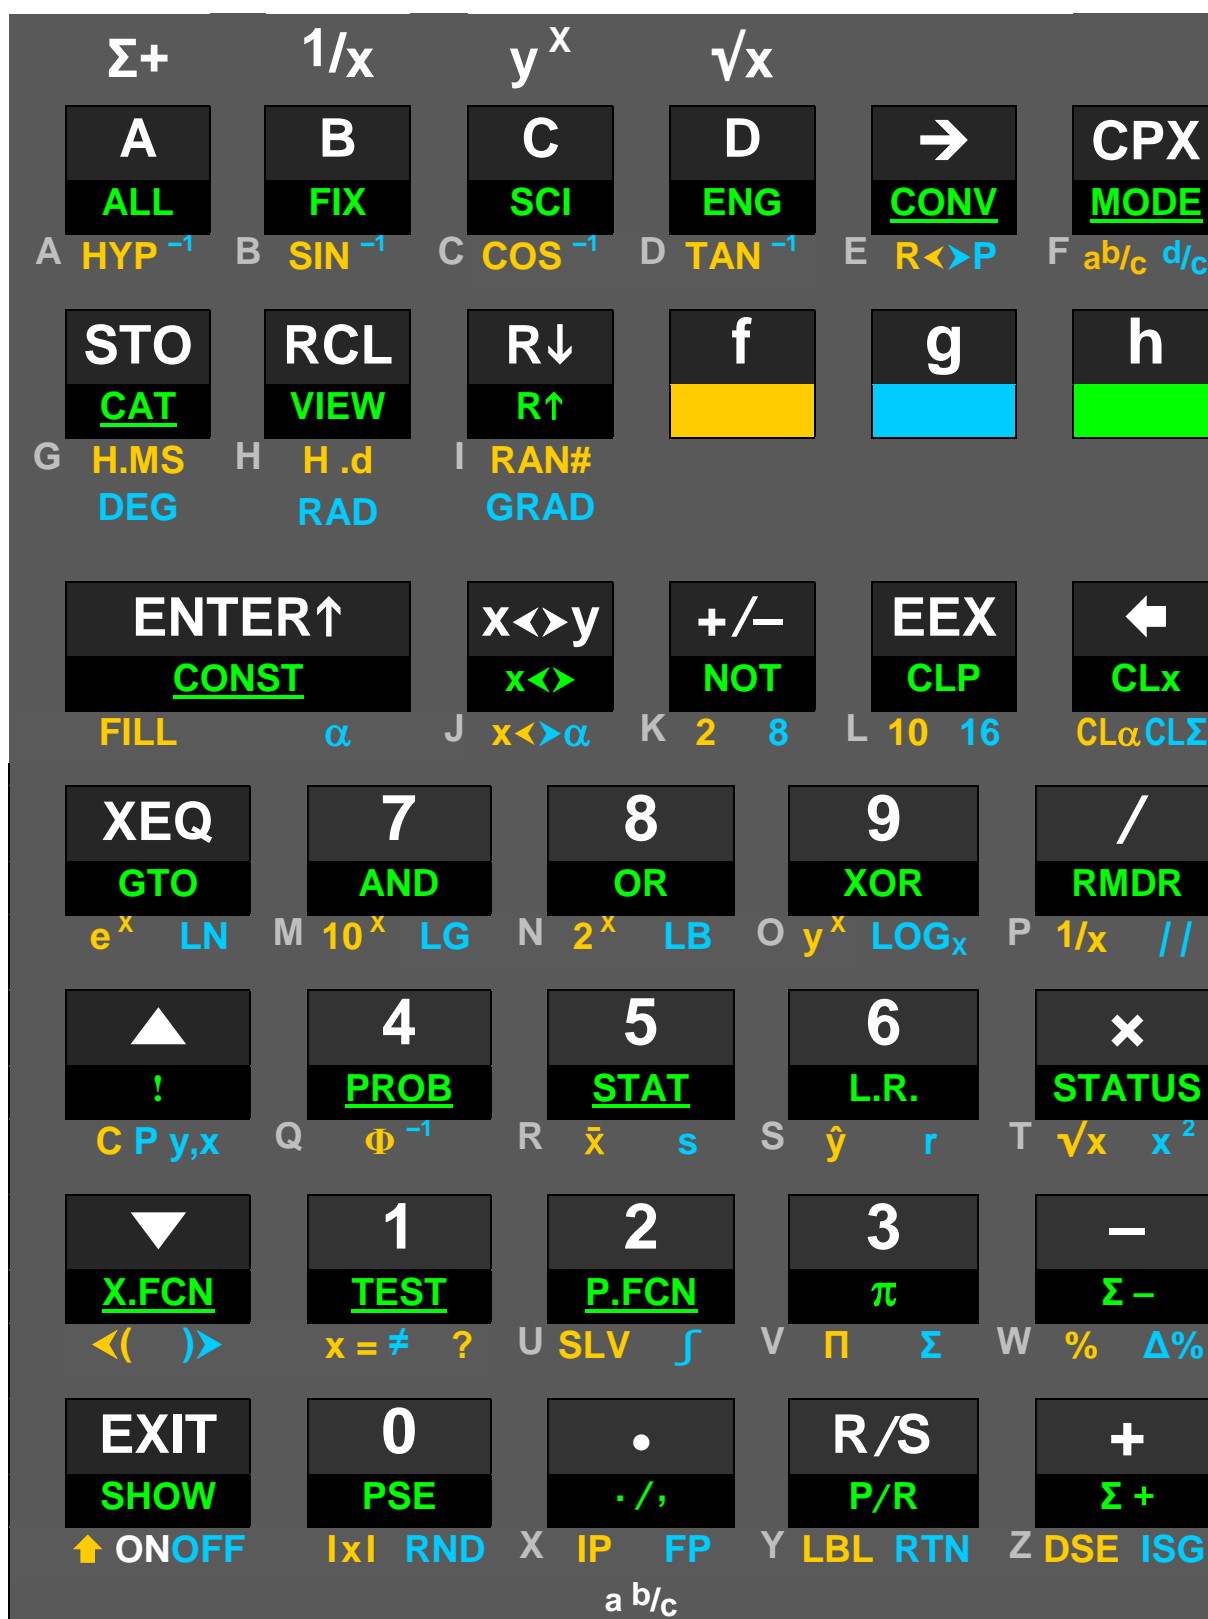 Σ+ 1/x y^x √x
A B C D ➔ CPX
ALL FIX SCI ENG CONV MODE
A HYP ⁻¹ B SIN ⁻¹ C COS ⁻¹ D TAN ⁻¹ E R<>P F ab/c d/c
STO RCL R↓ f g h
CAT VIEW R↑
G H.MS H H .d I RAN#
DEG RAD GRAD
ENTER↑ x<>y +/– EEX 🡄
CONST x<> NOT CLP CLx
FILL α J x<>α K 2 8 L 10 16 CLα CLΣ
XEQ 7 8 9 /
GTO AND OR XOR RMDR
e^x LN M 10^x LG N 2^x LB O y^x LOGₓ P 1/x //
▲ 4 5 6 ×
! PROB STAT L.R. STATUS
C P y,x Q Φ ⁻¹ R x̄ s S ŷ r T √x x ²
▼ 1 2 3 –
X.FCN TEST P.FCN π Σ –
<( )> x = ≠ ? U SLV ∫ V Π Σ W % Δ%
EXIT 0 . R/S +
SHOW PSE ./, P/R Σ +
🡅 ON OFF |x| RND X IP FP Y LBL RTN Z DSE ISG
a b/c